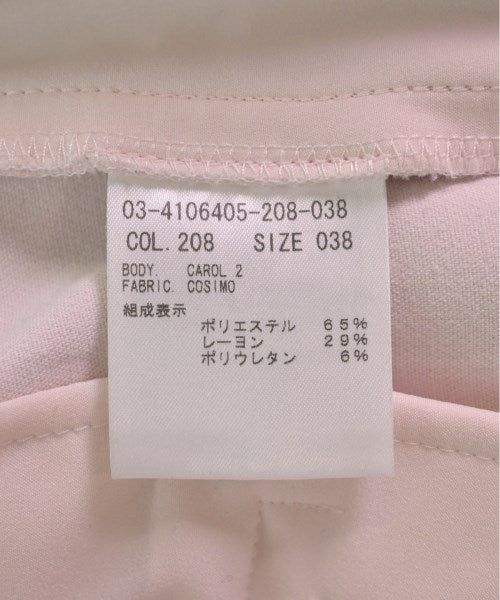 03-4106405-208-038
COL. 208 SIZE 038
BODY. CAROL 2
FABRIC. COSIMO
組成表示
ポリエステル 65%
レーヨン 29%
ポリウレタン 6%